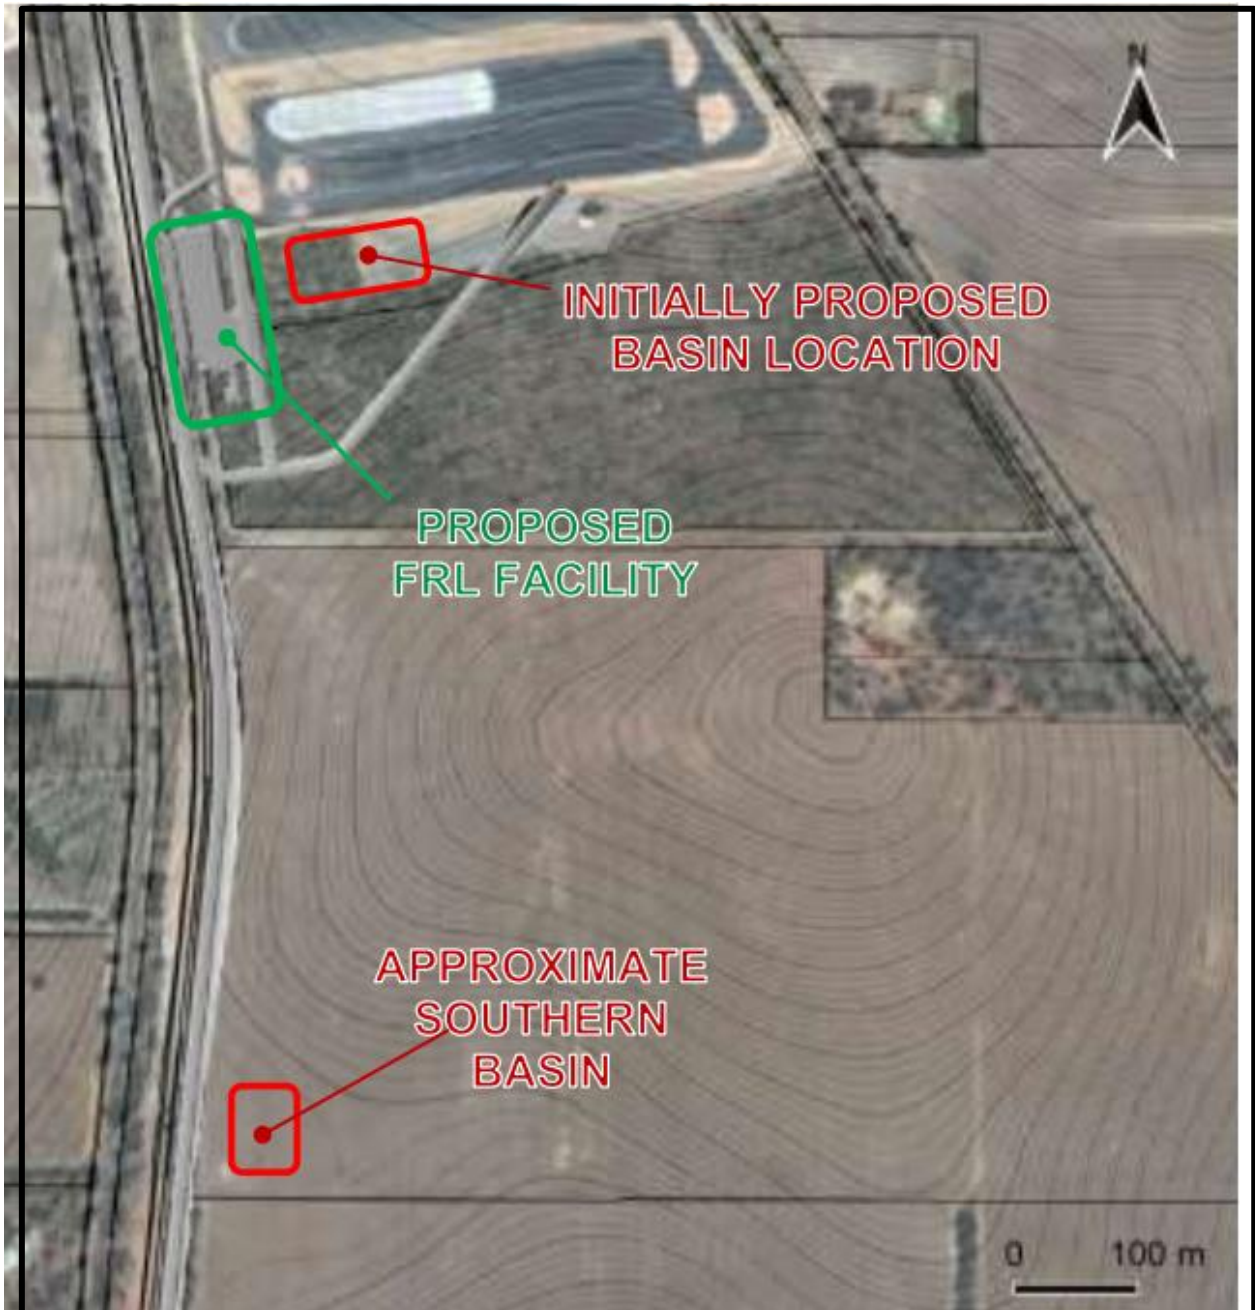 N
INITIALLY PROPOSED
BASIN LOCATION
PROPOSED
FRL FACILITY
APPROXIMATE
SOUTHERN
BASIN
0 100 m